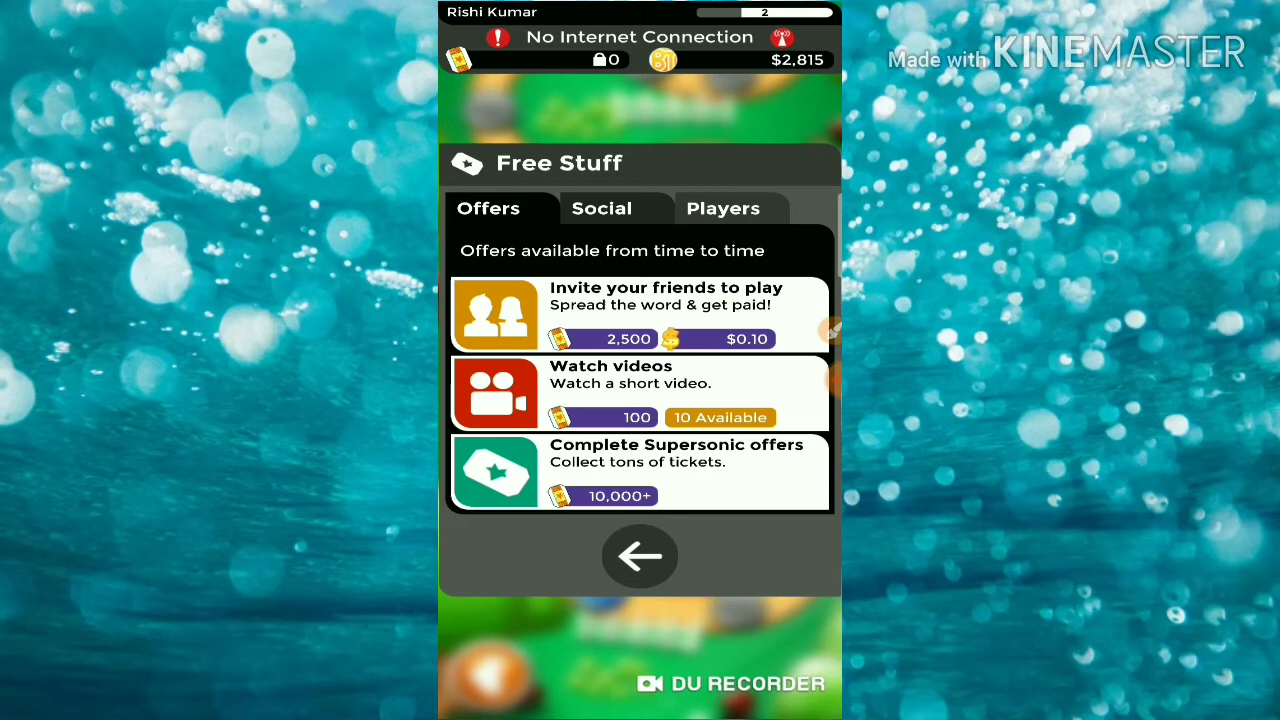 Rishi Kumar
2
No Internet Connection
0
$2,815
Made with KINEMASTER
Free Stuff
Offers
Social
Players
Offers available from time to time
Invite your friends to play
Spread the word & get paid!
2,500
$0.10
Watch videos
Watch a short video.
100
10 Available
Complete Supersonic offers
Collect tons of tickets.
10,000+
DU RECORDER